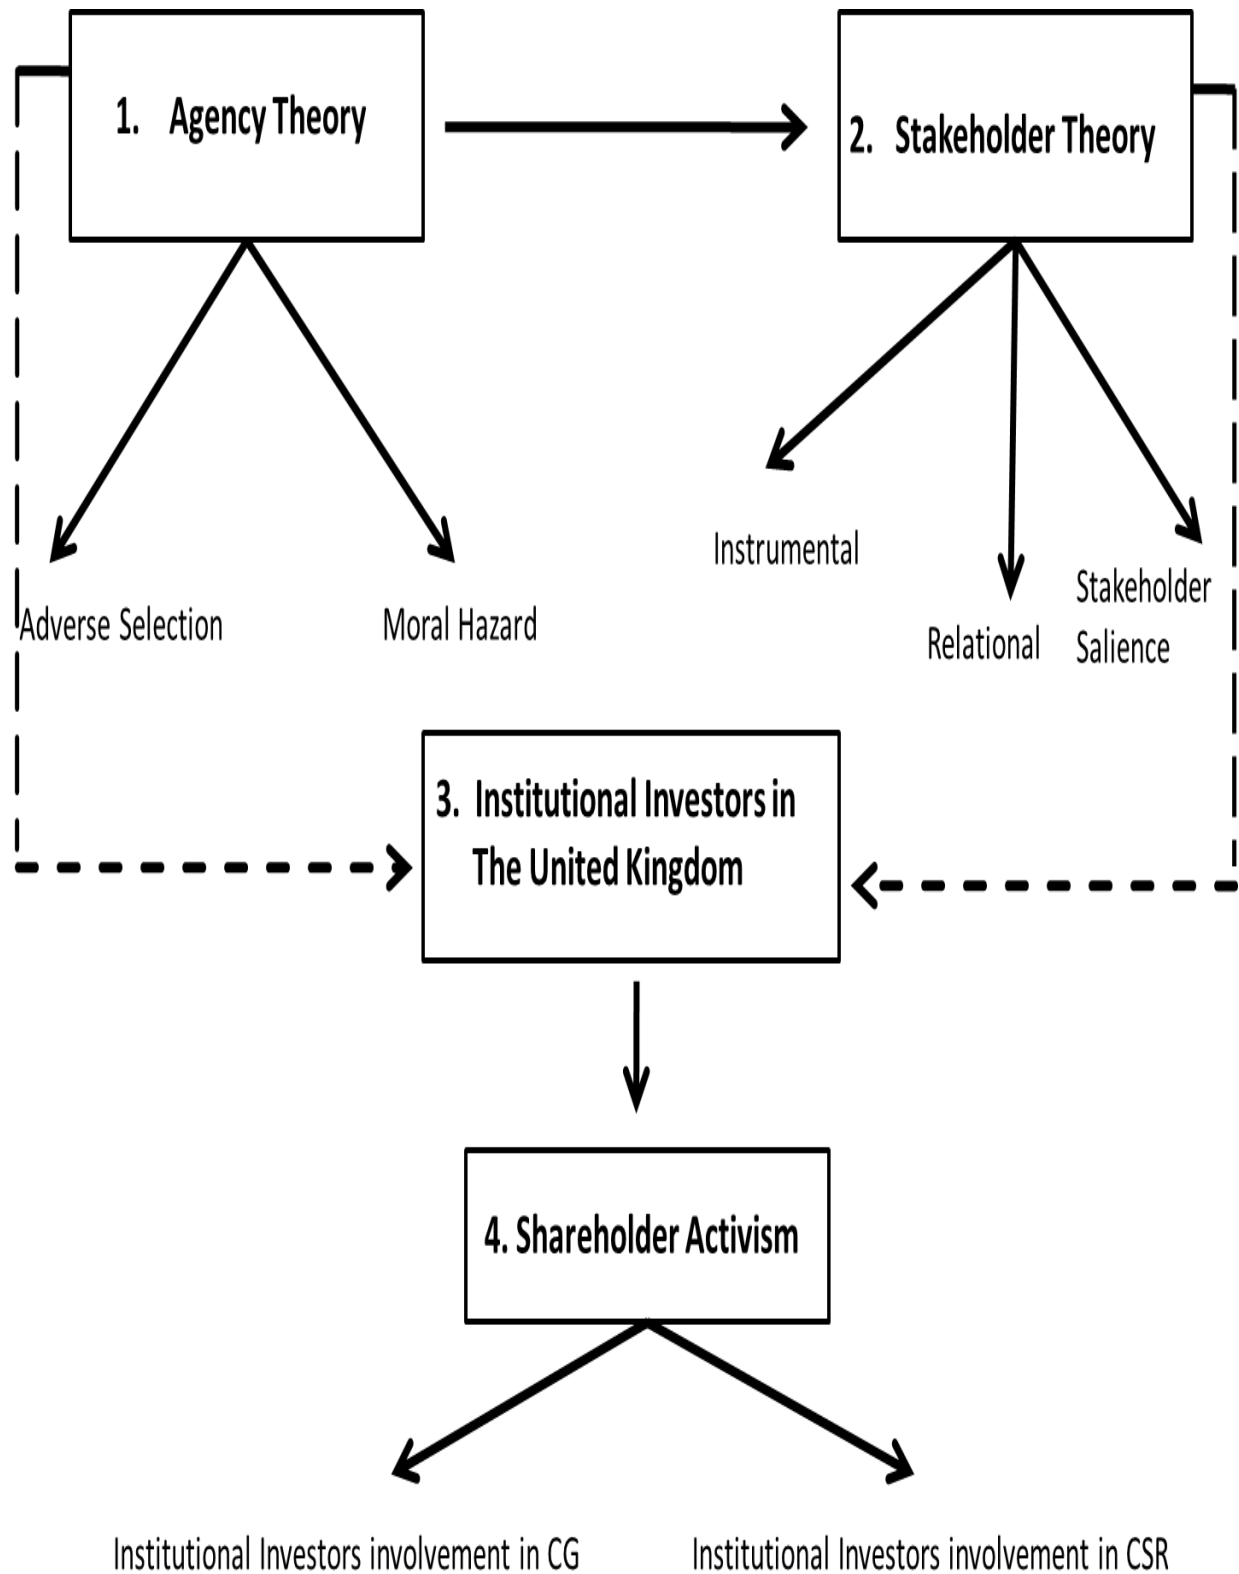 1. Agency Theory
2. Stakeholder Theory
Instrumental
Stakeholder
Salience
Adverse Selection
Moral Hazard
Relational
3. Institutional Investors in
The United Kingdom
4. Shareholder Activism
Institutional Investors involvement in CG
Institutional Investors involvement in CSR